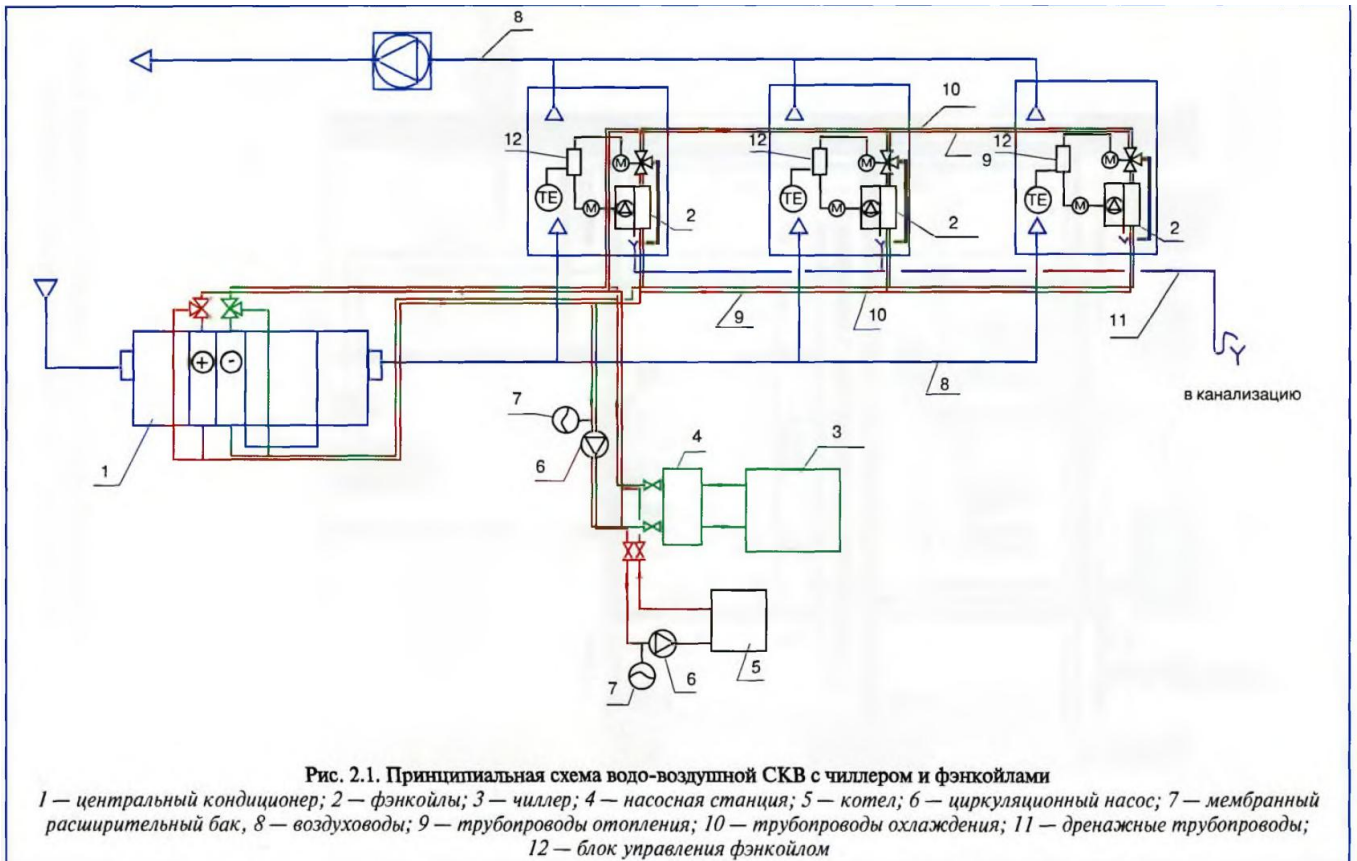 8
10
12
12
12
9
M
M
M
TE
TE
TE
M
M
M
2
2
2
9
10
11
+
-
8
в канализацию
7
4
3
6
1
5
6
7
Рис. 2.1. Принципиальная схема водо-воздушной СКВ с чиллером и фэнкойлами
1 — центральный кондиционер; 2 — фэнкойлы; 3 — чиллер; 4 — насосная станция; 5 — котел; 6 — циркуляционный насос; 7 — мембранный
расширительный бак, 8 — воздуховоды; 9 — трубопроводы отопления; 10 — трубопроводы охлаждения; 11 — дренажные трубопроводы;
12 — блок управления фэнкойлом